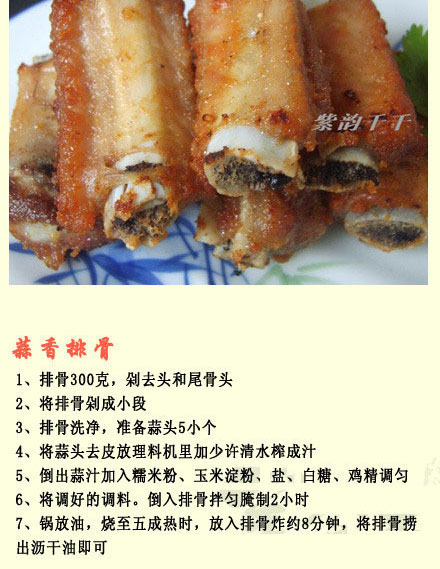 紫韵千千
蒜香排骨
1、排骨300克，剁去头和尾骨头
2、将排骨剁成小段
3、排骨洗净，准备蒜头5小个
4、将蒜头去皮放理料机里加少许清水榨成汁
5、倒出蒜汁加入糯米粉、玉米淀粉、盐、白糖、鸡精调匀
6、将调好的调料。倒入排骨拌匀腌制2小时
7、锅放油，烧至五成热时，放入排骨炸约8分钟，将排骨捞
出沥干油即可